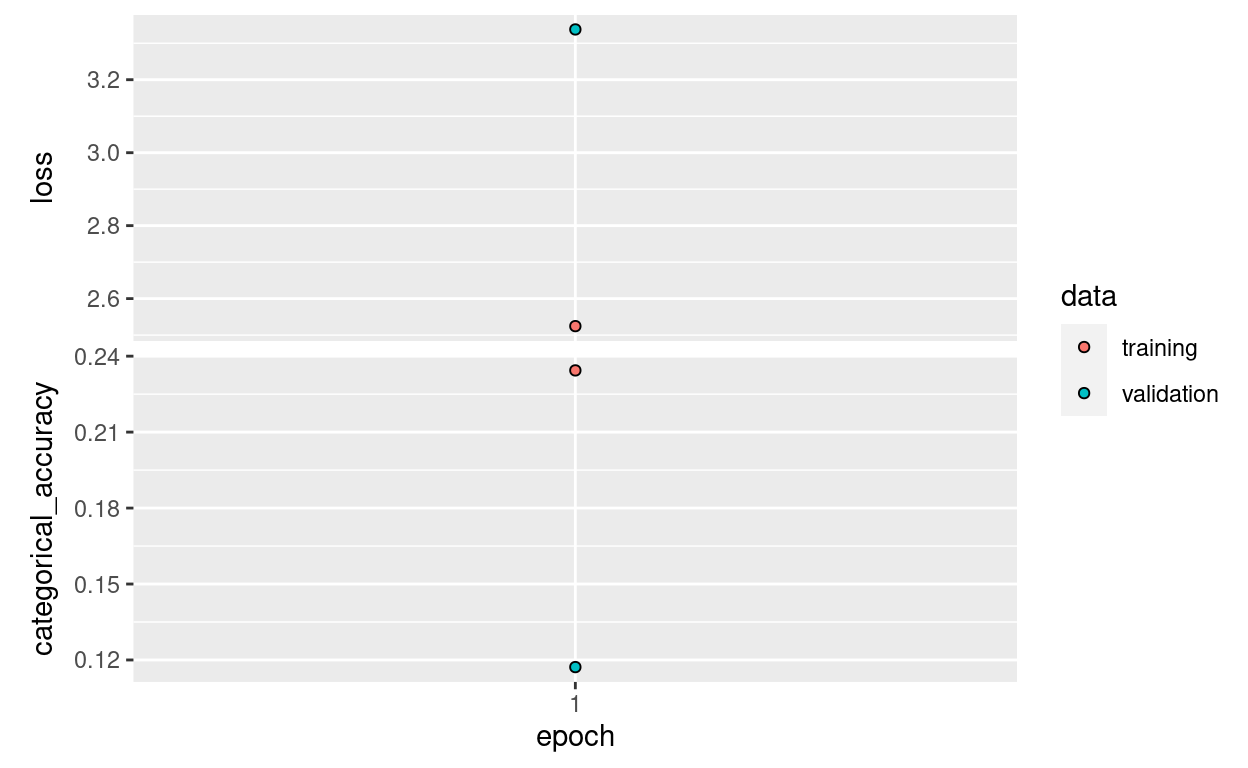 loss
3.2
3.0
2.8
2.6
categorical_accuracy
0.24
0.21
0.18
0.15
0.12
1
epoch
data
training
validation